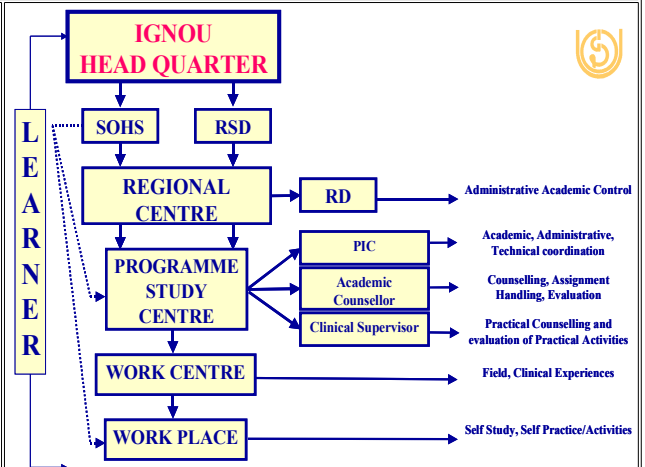 IGNOU
HEAD QUARTER
SOHS
RSD
L
E
A
R
N
E
R
REGIONAL
CENTRE
RD
Administrative Academic Control
PROGRAMME
STUDY
CENTRE
PIC
Academic, Administrative,
Technical coordination
Academic
Counsellor
Counselling, Assignment
Handling, Evaluation
Clinical Supervisor
Practical Counselling and
evaluation of Practical Activities
WORK CENTRE
Field, Clinical Experiences
WORK PLACE
Self Study, Self Practice/Activities